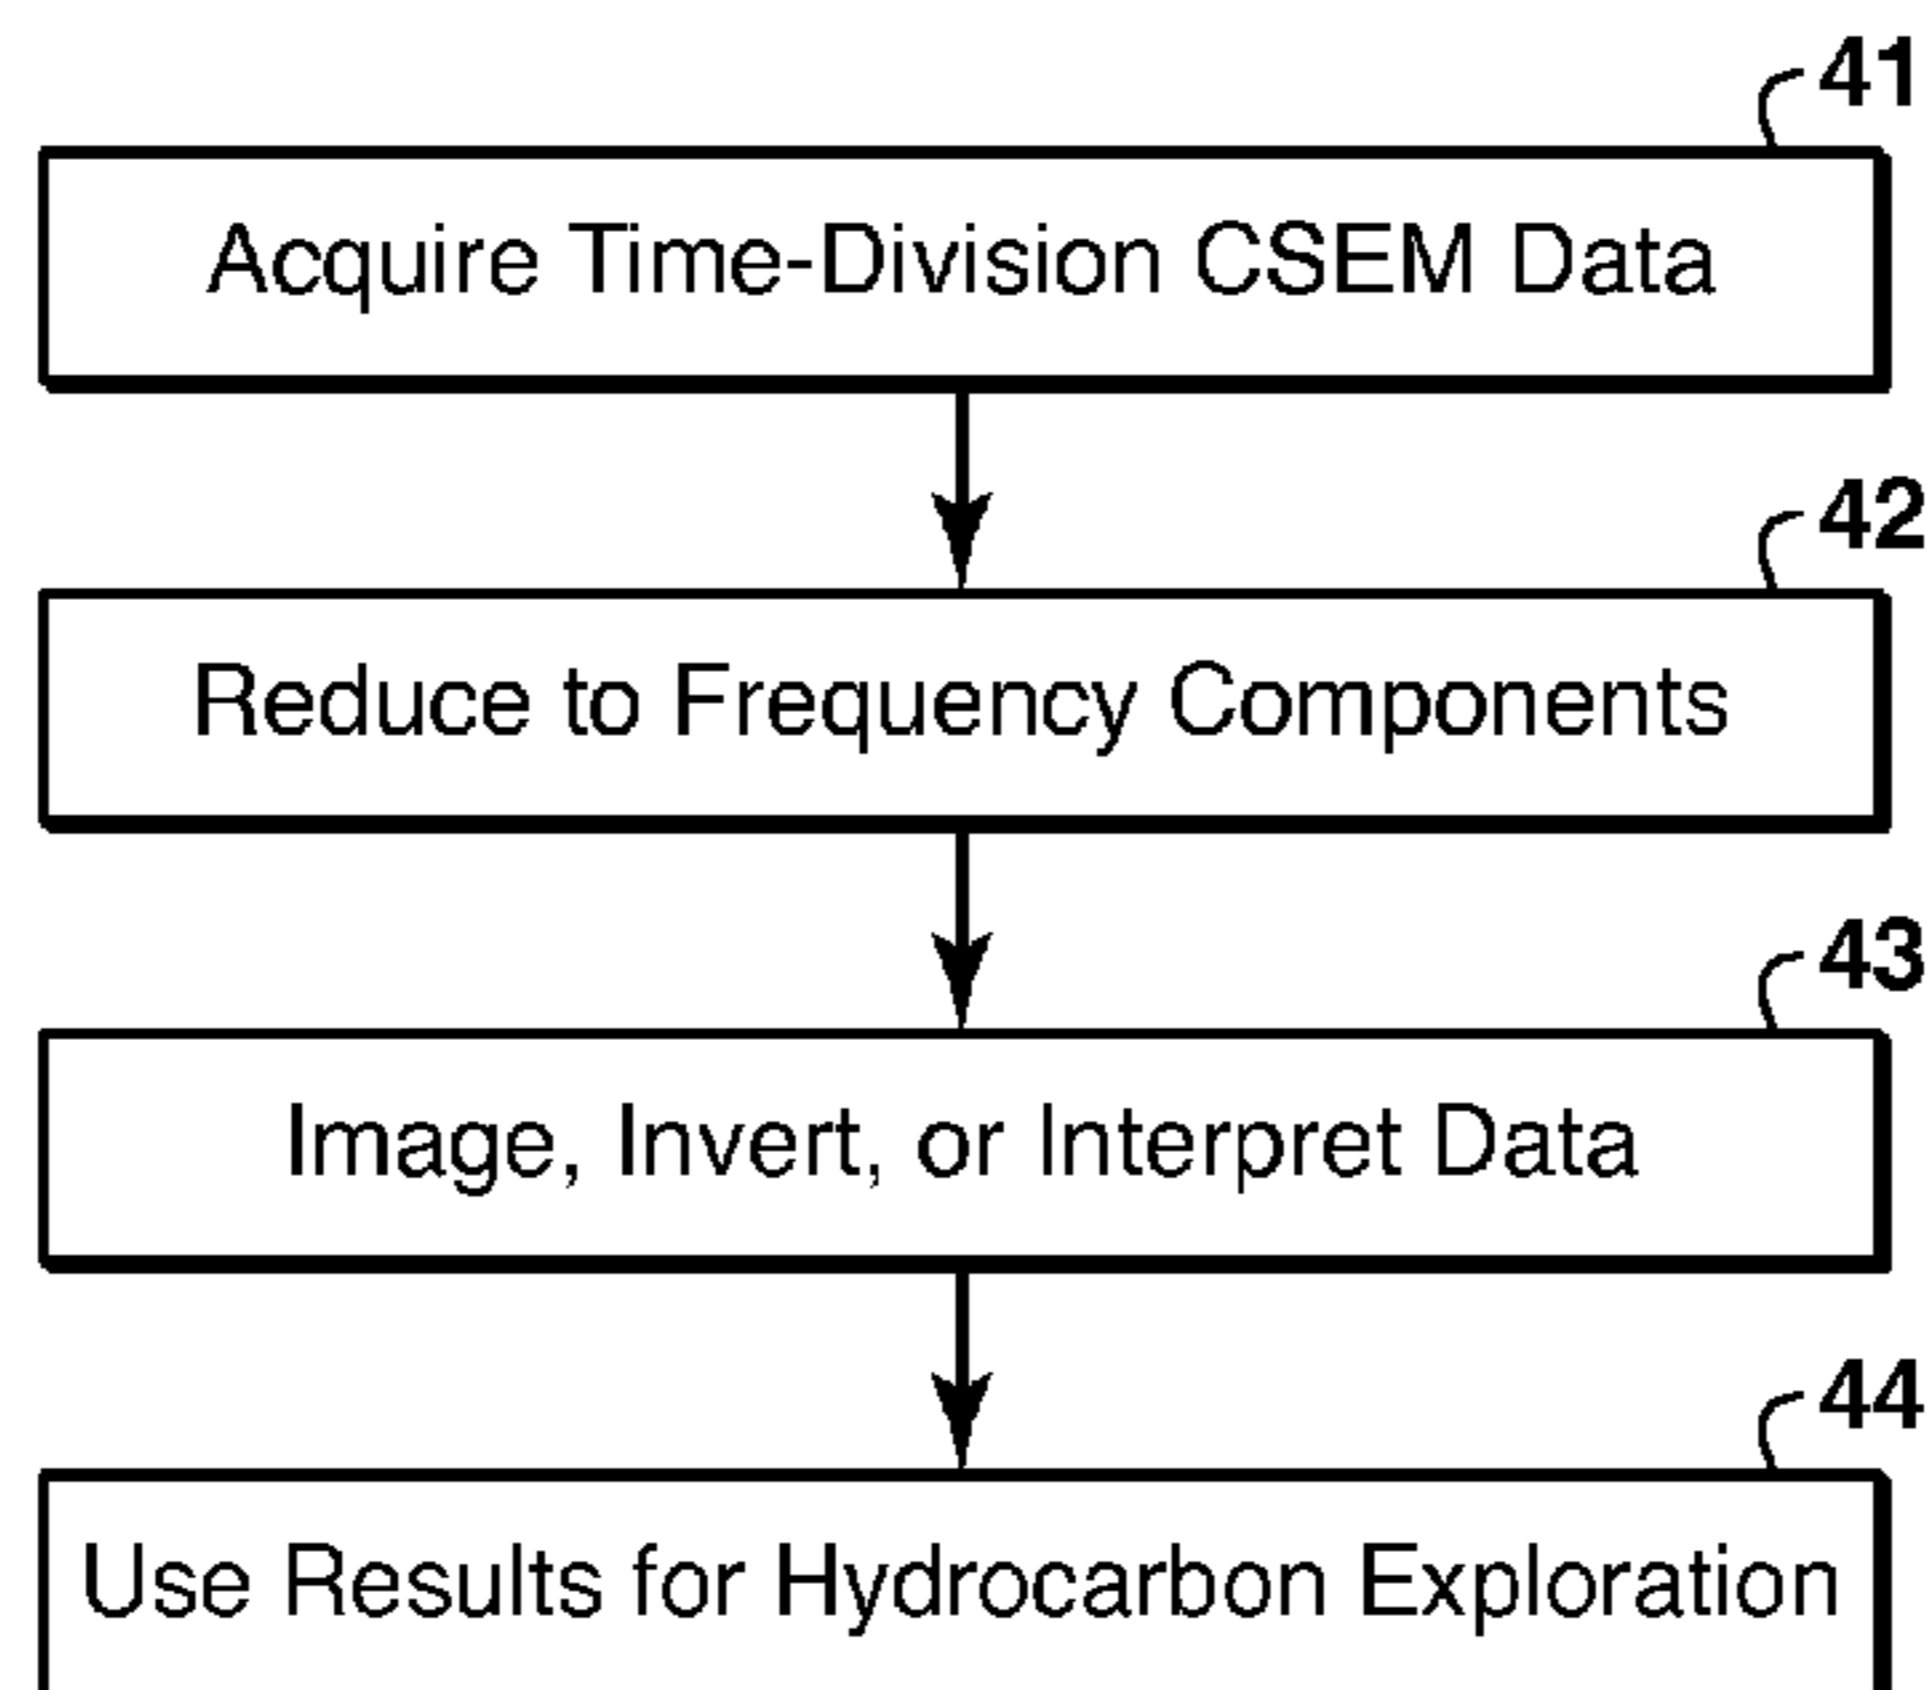 41
Acquire Time-Division CSEM Data
42
Reduce to Frequency Components
43
Image, Invert, or Interpret Data
44
Use Results for Hydrocarbon Exploration